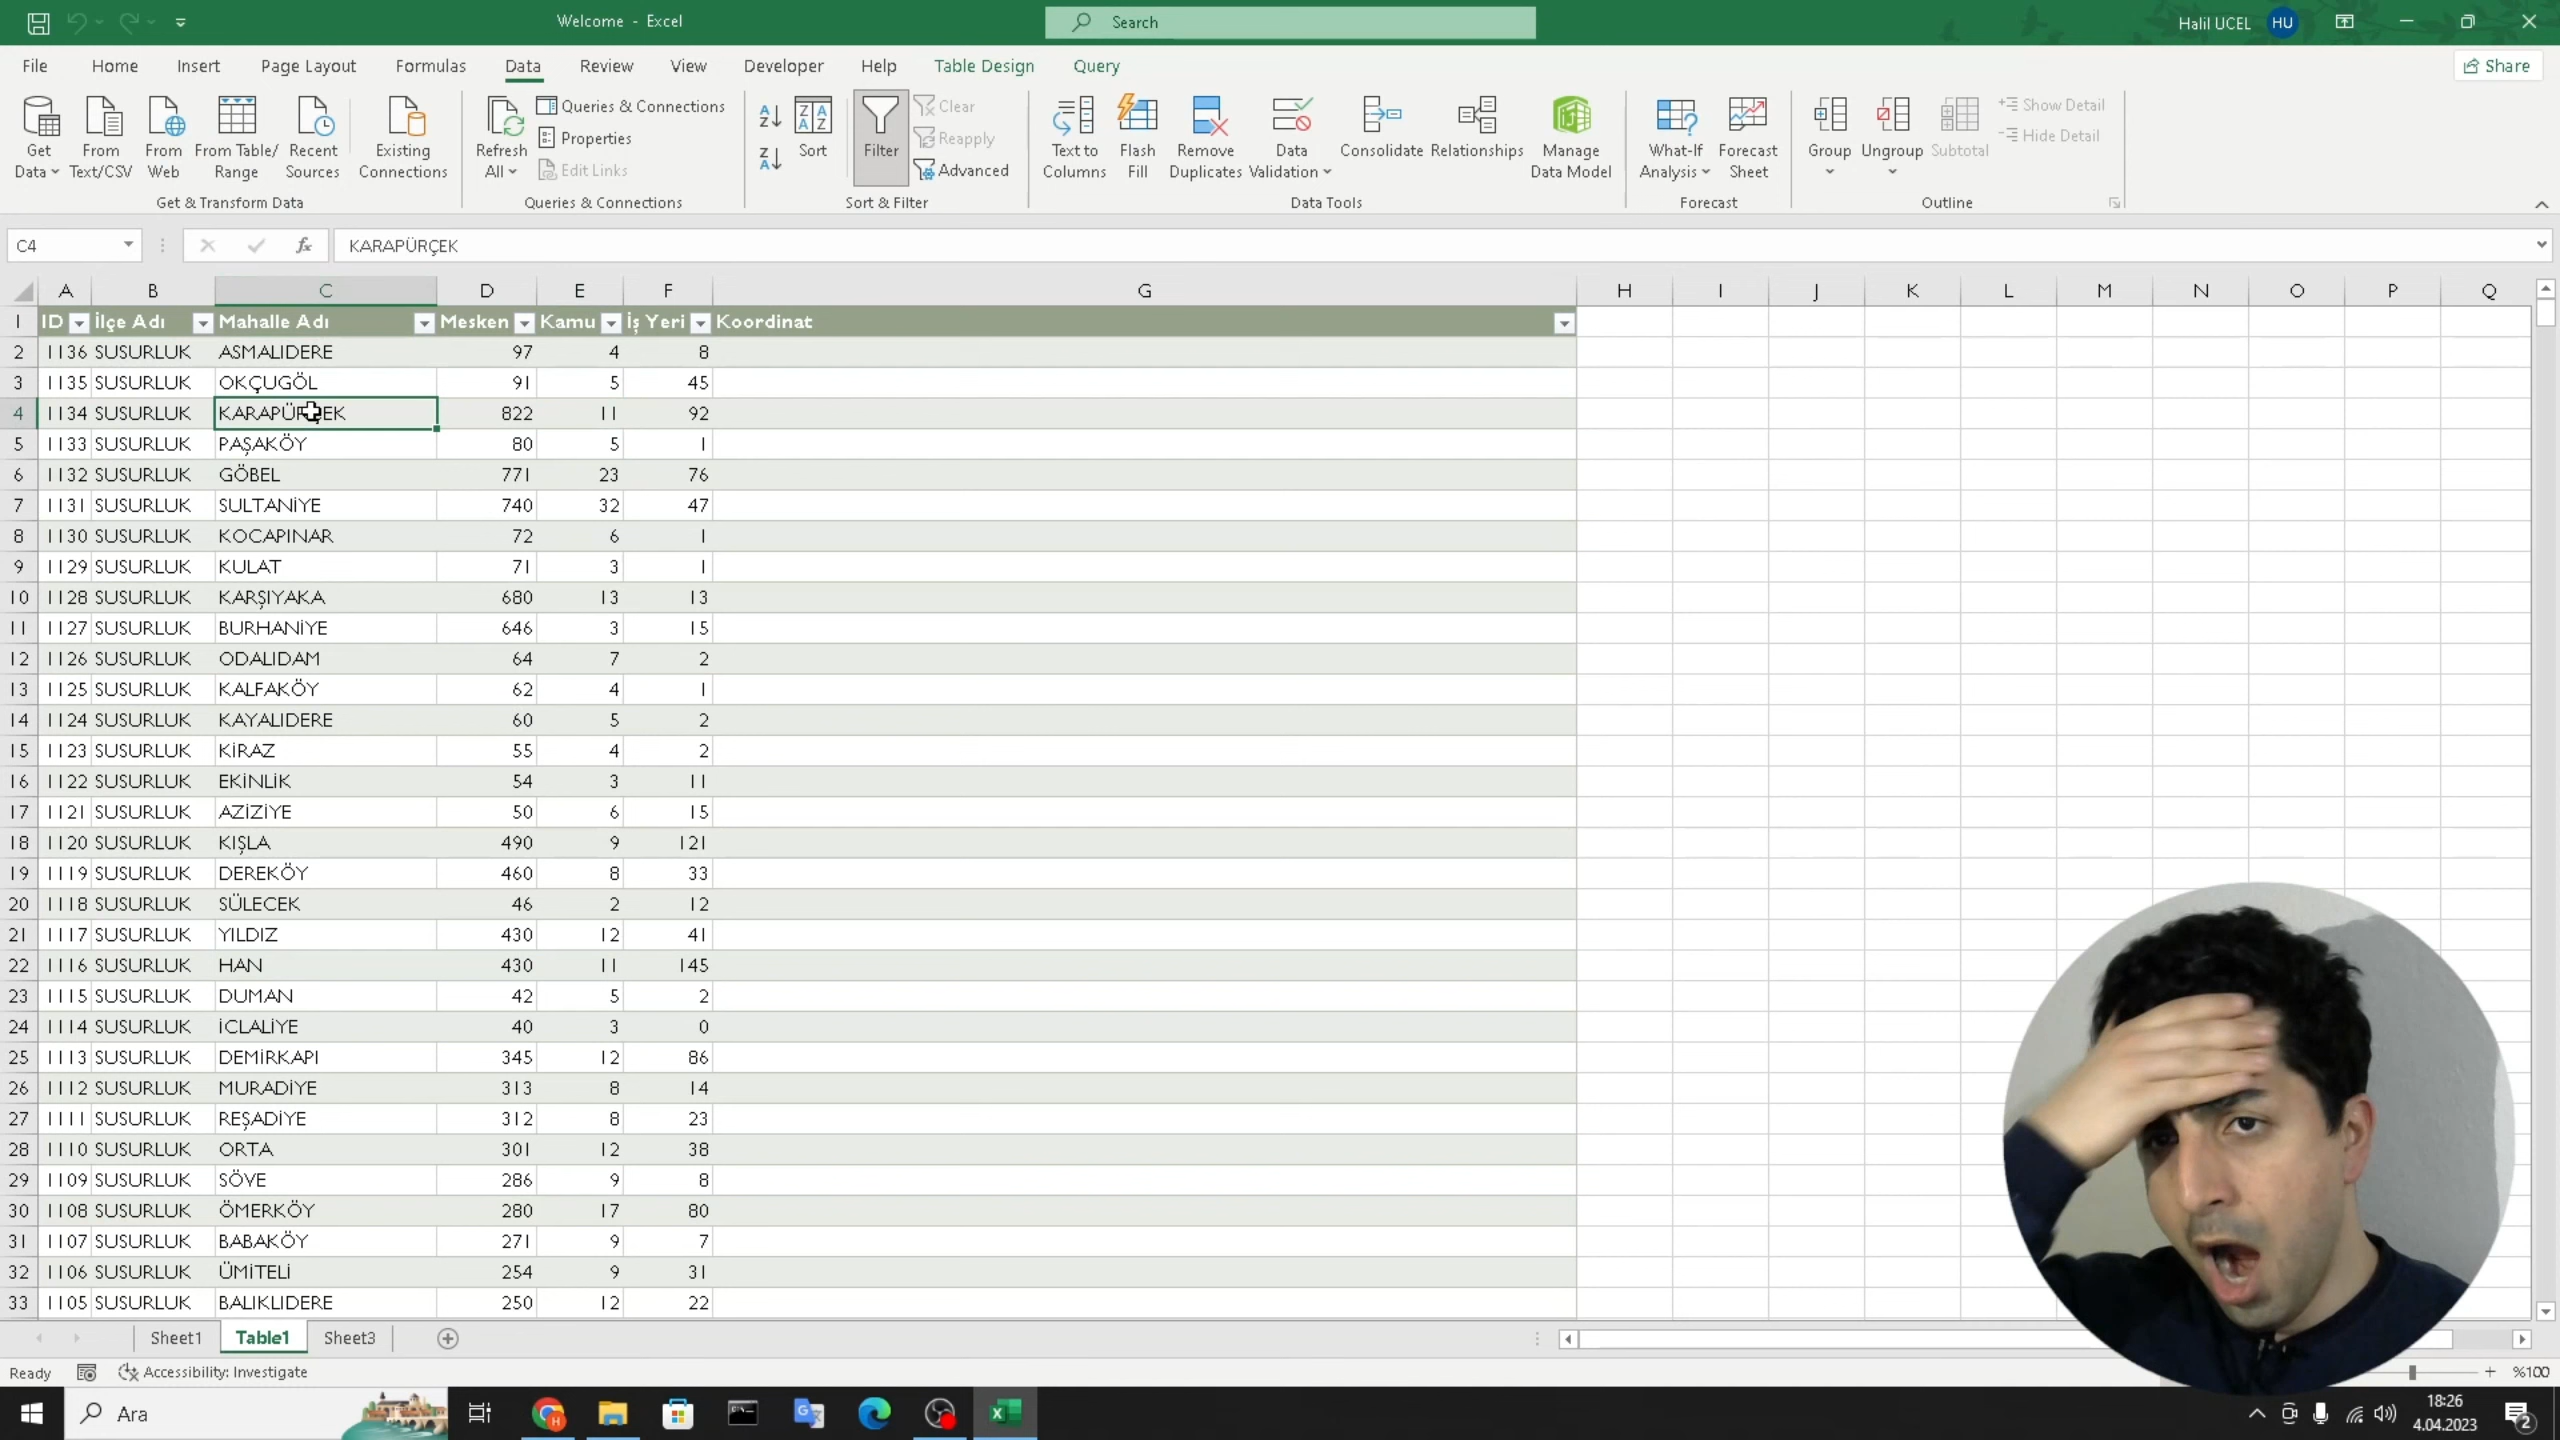 Welcome - Excel
Search
Halil UCEL HU
File Home Insert Page Layout Formulas Data Review View Developer Help Table Design Query Share
Get Data From Text/CSV From Web From Table/Range Recent Sources Existing Connections Refresh All Queries & Connections Properties Edit Links Sort Filter Clear Reapply Advanced Text to Columns Flash Fill Remove Duplicates Data Validation Consolidate Relationships Manage Data Model What-If Analysis Forecast Sheet Group Ungroup Subtotal Show Detail Hide Detail
Get & Transform Data Queries & Connections Sort & Filter Data Tools Forecast Outline
C4 fx KARAPÜRÇEK
A B C D E F G H I J K L M N O P Q
1 ID İlçe Adı Mahalle Adı Mesken Kamu İş Yeri Koordinat
2 1136 SUSURLUK ASMALIDERE 97 4 8
3 1135 SUSURLUK OKÇUGÖL 91 5 45
4 1134 SUSURLUK KARAPÜRÇEK 822 11 92
5 1133 SUSURLUK PAŞAKÖY 80 5 1
6 1132 SUSURLUK GÖBEL 771 23 76
7 1131 SUSURLUK SULTANİYE 740 32 47
8 1130 SUSURLUK KOCAPINAR 72 6 1
9 1129 SUSURLUK KULAT 71 3 1
10 1128 SUSURLUK KARŞIYAKA 680 13 13
11 1127 SUSURLUK BURHANİYE 646 3 15
12 1126 SUSURLUK ODALIDAM 64 7 2
13 1125 SUSURLUK KALFAKÖY 62 4 1
14 1124 SUSURLUK KAYALIDERE 60 5 2
15 1123 SUSURLUK KİRAZ 55 4 2
16 1122 SUSURLUK EKİNLİK 54 3 11
17 1121 SUSURLUK AZİZİYE 50 6 15
18 1120 SUSURLUK KIŞLA 490 9 121
19 1119 SUSURLUK DEREKÖY 460 8 33
20 1118 SUSURLUK SÜLECEK 46 2 12
21 1117 SUSURLUK YILDIZ 430 12 41
22 1116 SUSURLUK HAN 430 11 145
23 1115 SUSURLUK DUMAN 42 5 2
24 1114 SUSURLUK İCLALİYE 40 3 0
25 1113 SUSURLUK DEMİRKAPI 345 12 86
26 1112 SUSURLUK MURADİYE 313 8 14
27 1111 SUSURLUK REŞADİYE 312 8 23
28 1110 SUSURLUK ORTA 301 12 38
29 1109 SUSURLUK SÖVE 286 9 8
30 1108 SUSURLUK ÖMERKÖY 280 17 80
31 1107 SUSURLUK BABAKÖY 271 9 7
32 1106 SUSURLUK ÜMİTELİ 254 9 31
33 1105 SUSURLUK BALIKLIDERE 250 12 22
Sheet1 Table1 Sheet3
Ready Accessibility: Investigate %100
Ara
18:26
4.04.2023
2